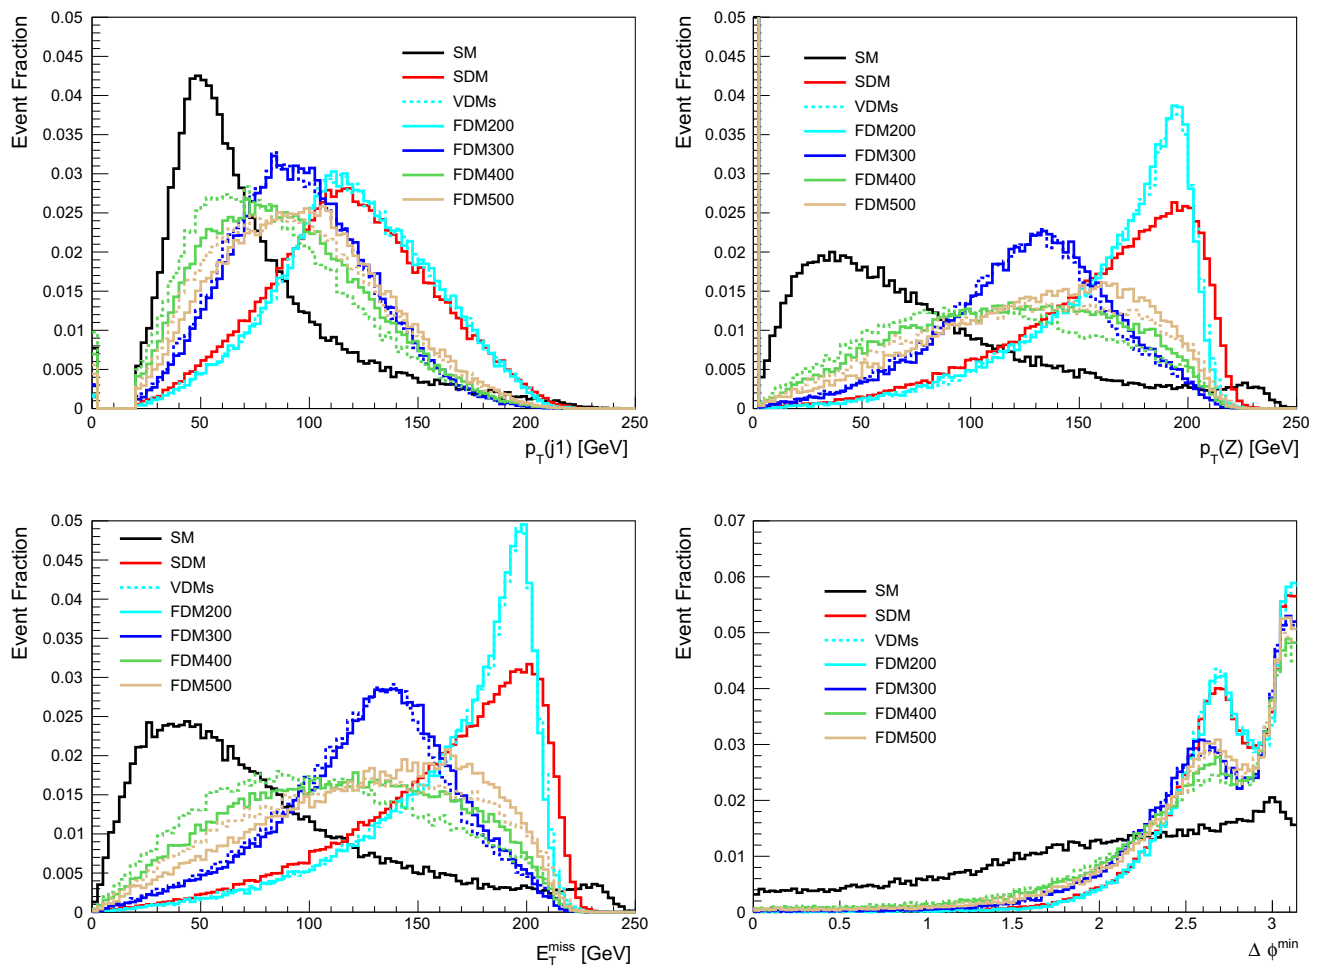 Event Fraction
0.05
0.045
0.04
0.035
0.03
0.025
0.02
0.015
0.01
0.005
0
SM
SDM
VDMs
FDM200
FDM300
FDM400
FDM500
0 50 100 150 200 250
p_T(j1) [GeV]
Event Fraction
0.05
0.045
0.04
0.035
0.03
0.025
0.02
0.015
0.01
0.005
0
SM
SDM
VDMs
FDM200
FDM300
FDM400
FDM500
0 50 100 150 200 250
p_T(Z) [GeV]
Event Fraction
0.05
0.045
0.04
0.035
0.03
0.025
0.02
0.015
0.01
0.005
0
SM
SDM
VDMs
FDM200
FDM300
FDM400
FDM500
0 50 100 150 200 250
E_T^miss [GeV]
Event Fraction
0.07
0.06
0.05
0.04
0.03
0.02
0.01
0
SM
SDM
VDMs
FDM200
FDM300
FDM400
FDM500
0 0.5 1 1.5 2 2.5 3
Δ ϕ^min